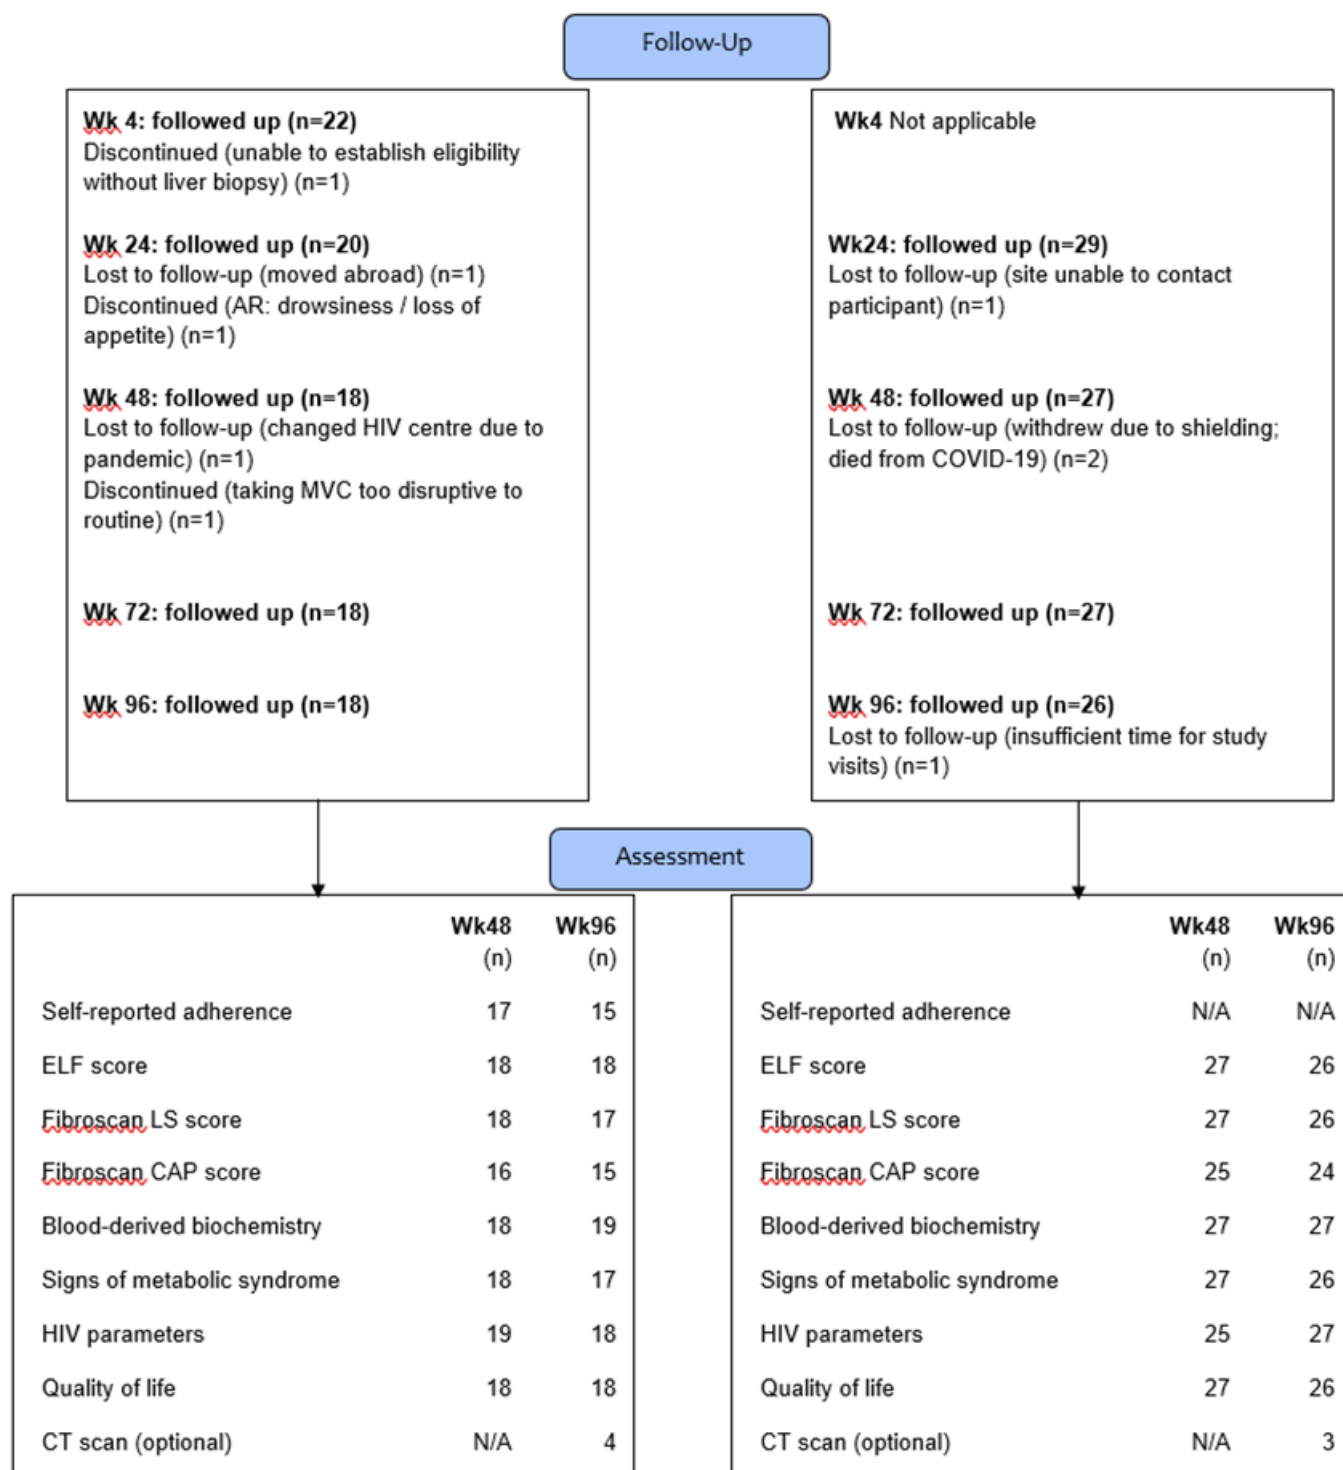 Follow-Up
Wk 4: followed up (n=22)
Discontinued (unable to establish eligibility
without liver biopsy) (n=1)
Wk 24: followed up (n=20)
Lost to follow-up (moved abroad) (n=1)
Discontinued (AR: drowsiness / loss of
appetite) (n=1)
Wk 48: followed up (n=18)
Lost to follow-up (changed HIV centre due to
pandemic) (n=1)
Discontinued (taking MVC too disruptive to
routine) (n=1)
Wk 72: followed up (n=18)
Wk 96: followed up (n=18)
Wk4 Not applicable
Wk24: followed up (n=29)
Lost to follow-up (site unable to contact
participant) (n=1)
Wk 48: followed up (n=27)
Lost to follow-up (withdrew due to shielding;
died from COVID-19) (n=2)
Wk 72: followed up (n=27)
Wk 96: followed up (n=26)
Lost to follow-up (insufficient time for study
visits) (n=1)
Assessment
Wk48 Wk96
(n) (n)
Self-reported adherence 17 15
ELF score 18 18
Fibroscan LS score 18 17
Fibroscan CAP score 16 15
Blood-derived biochemistry 18 19
Signs of metabolic syndrome 18 17
HIV parameters 19 18
Quality of life 18 18
CT scan (optional) N/A 4
Wk48 Wk96
(n) (n)
Self-reported adherence N/A N/A
ELF score 27 26
Fibroscan LS score 27 26
Fibroscan CAP score 25 24
Blood-derived biochemistry 27 27
Signs of metabolic syndrome 27 26
HIV parameters 25 27
Quality of life 27 26
CT scan (optional) N/A 3